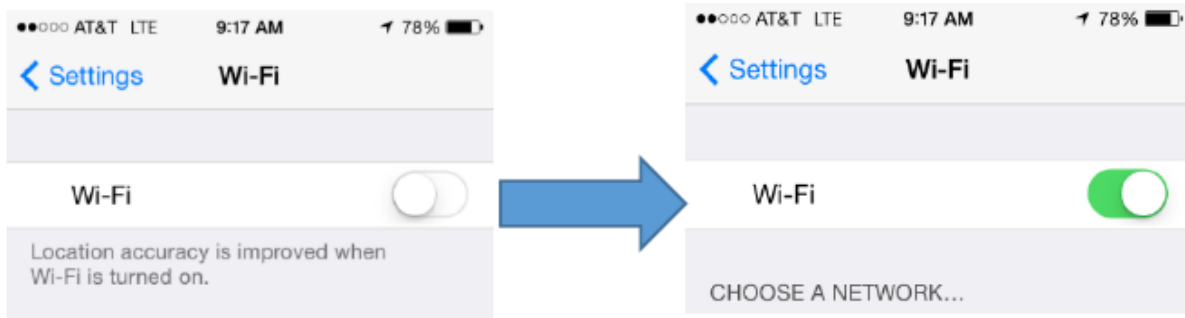 ●●○○○ AT&T LTE 9:17 AM 78%
Settings Wi-Fi
Wi-Fi
Location accuracy is improved when
Wi-Fi is turned on.
●●○○○ AT&T LTE 9:17 AM 78%
Settings Wi-Fi
Wi-Fi
CHOOSE A NETWORK...